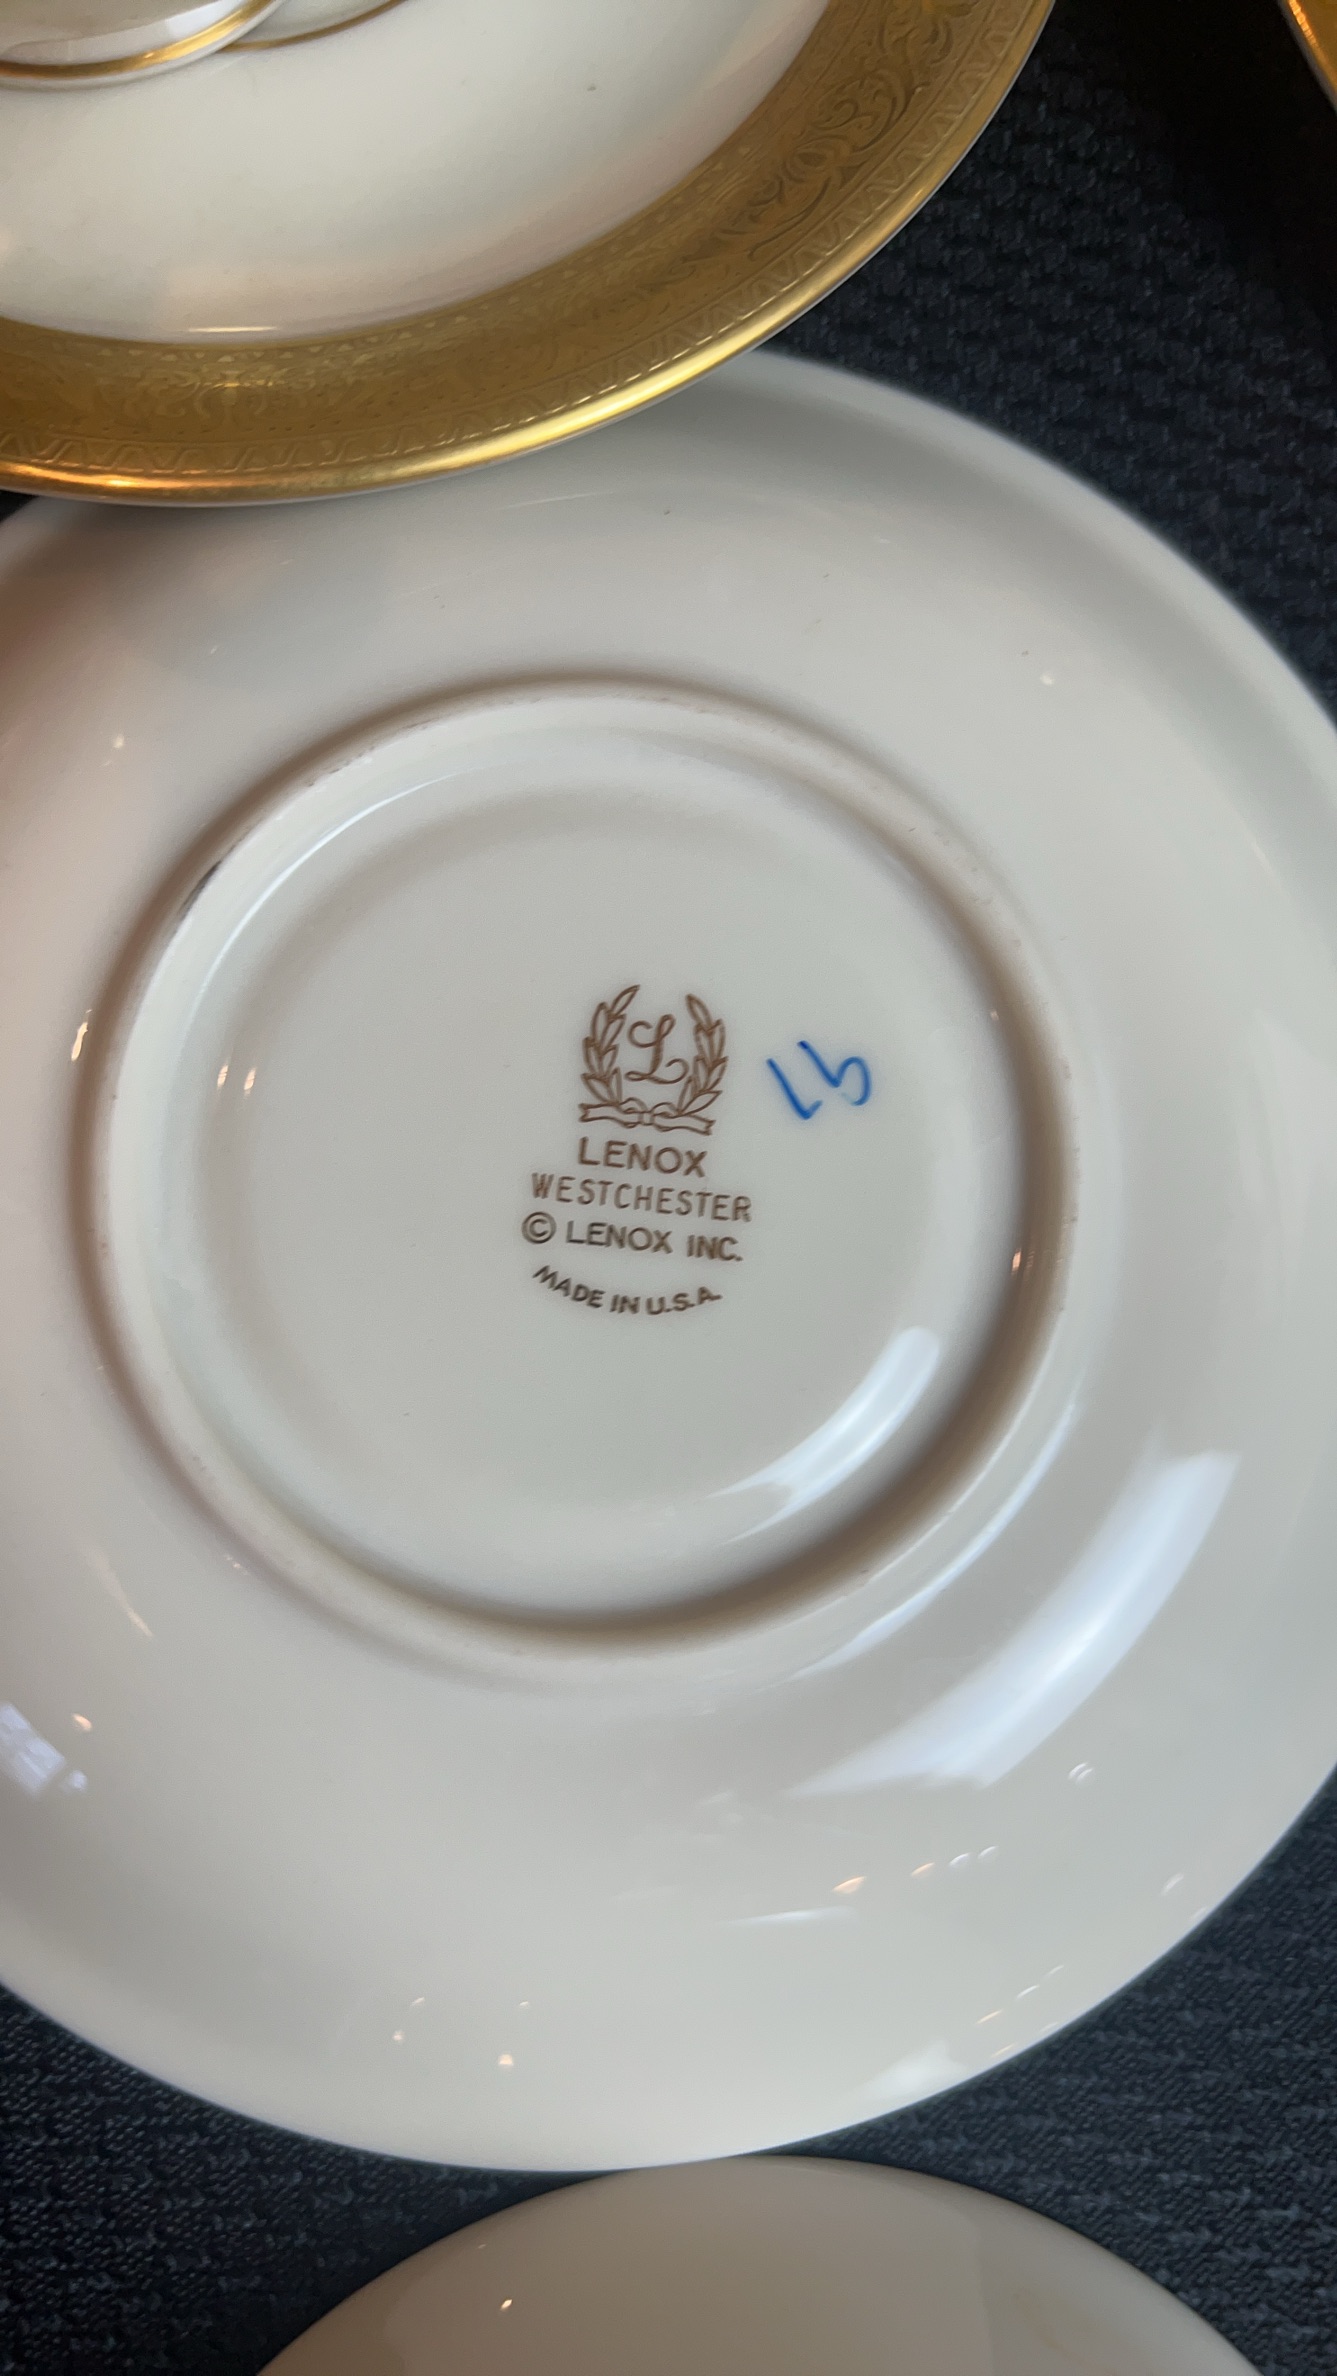 L
LENOX
WESTCHESTER
© LENOX INC.
MADE IN U.S.A.